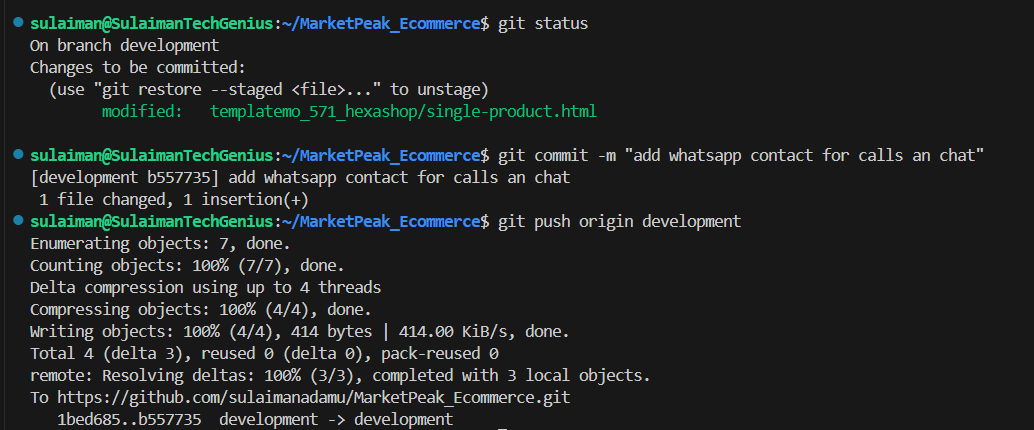 sulaiman@SulaimanTechGenius:~/MarketPeak_Ecommerce$ git status
On branch development
Changes to be committed:
  (use "git restore --staged <file>..." to unstage)
        modified:   templatemo_571_hexashop/single-product.html

sulaiman@SulaimanTechGenius:~/MarketPeak_Ecommerce$ git commit -m "add whatsapp contact for calls an chat"
[development b557735] add whatsapp contact for calls an chat
 1 file changed, 1 insertion(+)
sulaiman@SulaimanTechGenius:~/MarketPeak_Ecommerce$ git push origin development
Enumerating objects: 7, done.
Counting objects: 100% (7/7), done.
Delta compression using up to 4 threads
Compressing objects: 100% (4/4), done.
Writing objects: 100% (4/4), 414 bytes | 414.00 KiB/s, done.
Total 4 (delta 3), reused 0 (delta 0), pack-reused 0
remote: Resolving deltas: 100% (3/3), completed with 3 local objects.
To https://github.com/sulaimanadamu/MarketPeak_Ecommerce.git
   1bed685..b557735  development -> development